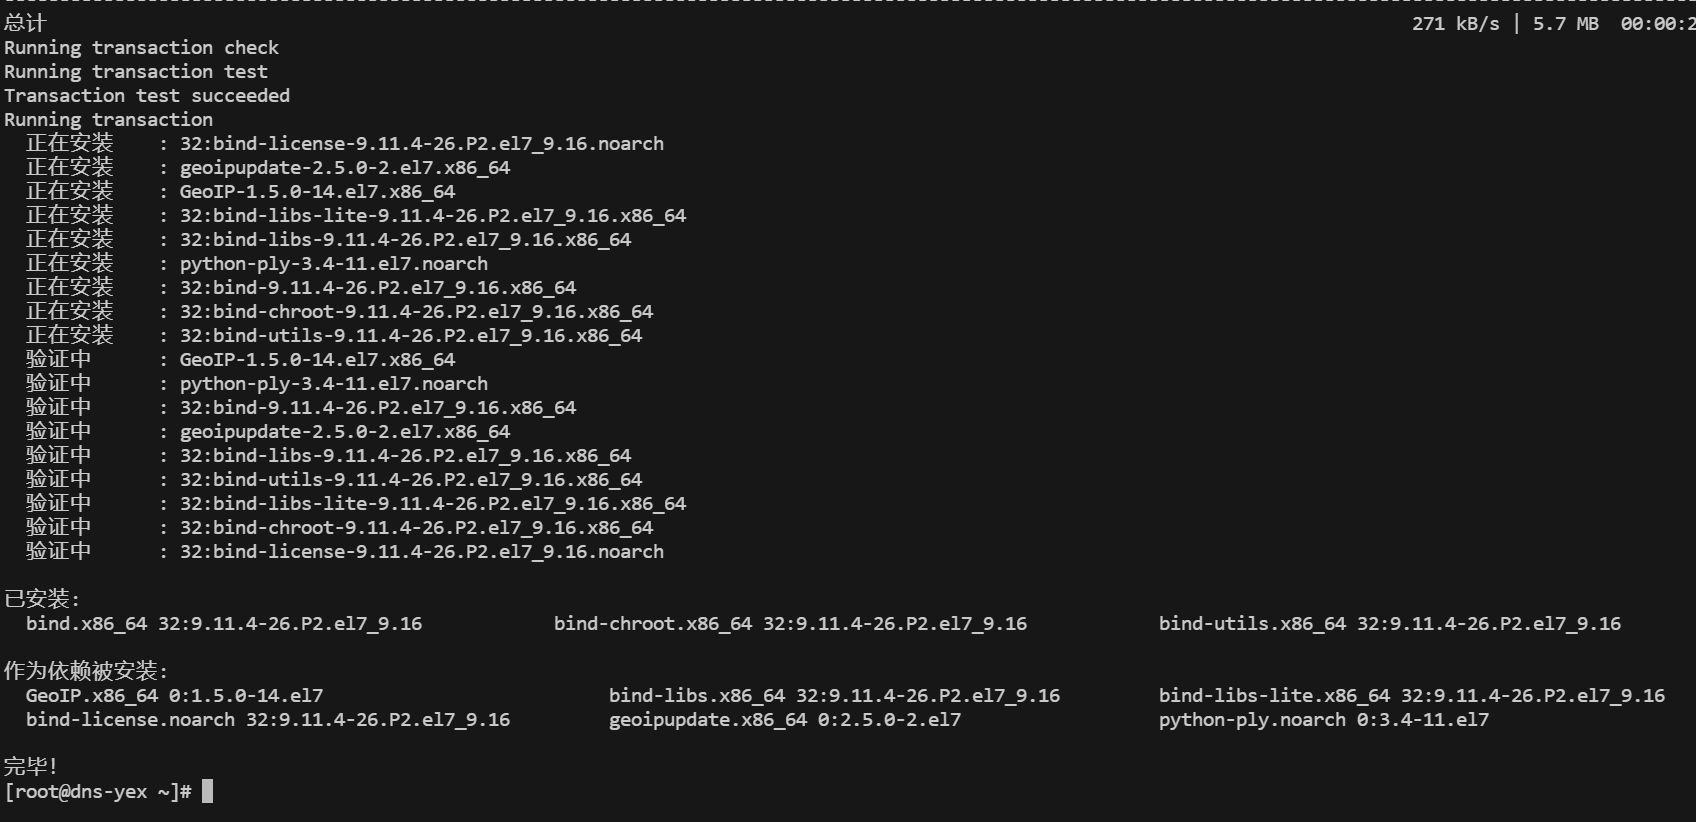 总计 271 kB/s | 5.7 MB 00:00:2
Running transaction check
Running transaction test
Transaction test succeeded
Running transaction
正在安装 : 32:bind-license-9.11.4-26.P2.el7_9.16.noarch
正在安装 : geoipupdate-2.5.0-2.el7.x86_64
正在安装 : GeoIP-1.5.0-14.el7.x86_64
正在安装 : 32:bind-libs-lite-9.11.4-26.P2.el7_9.16.x86_64
正在安装 : 32:bind-libs-9.11.4-26.P2.el7_9.16.x86_64
正在安装 : python-ply-3.4-11.el7.noarch
正在安装 : 32:bind-9.11.4-26.P2.el7_9.16.x86_64
正在安装 : 32:bind-chroot-9.11.4-26.P2.el7_9.16.x86_64
正在安装 : 32:bind-utils-9.11.4-26.P2.el7_9.16.x86_64
验证中 : GeoIP-1.5.0-14.el7.x86_64
验证中 : python-ply-3.4-11.el7.noarch
验证中 : 32:bind-9.11.4-26.P2.el7_9.16.x86_64
验证中 : geoipupdate-2.5.0-2.el7.x86_64
验证中 : 32:bind-libs-9.11.4-26.P2.el7_9.16.x86_64
验证中 : 32:bind-utils-9.11.4-26.P2.el7_9.16.x86_64
验证中 : 32:bind-libs-lite-9.11.4-26.P2.el7_9.16.x86_64
验证中 : 32:bind-chroot-9.11.4-26.P2.el7_9.16.x86_64
验证中 : 32:bind-license-9.11.4-26.P2.el7_9.16.noarch
已安装:
bind.x86_64 32:9.11.4-26.P2.el7_9.16 bind-chroot.x86_64 32:9.11.4-26.P2.el7_9.16 bind-utils.x86_64 32:9.11.4-26.P2.el7_9.16
作为依赖被安装:
GeoIP.x86_64 0:1.5.0-14.el7 bind-libs.x86_64 32:9.11.4-26.P2.el7_9.16 bind-libs-lite.x86_64 32:9.11.4-26.P2.el7_9.16
bind-license.noarch 32:9.11.4-26.P2.el7_9.16 geoipupdate.x86_64 0:2.5.0-2.el7 python-ply.noarch 0:3.4-11.el7
完毕!
[root@dns-yex ~]#